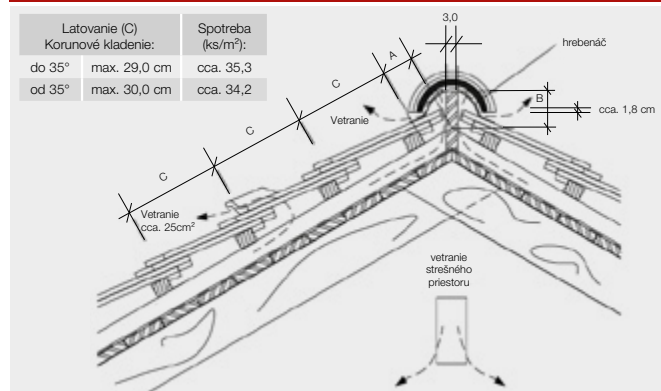 Latovanie (C)
Korunové kladenie:
Spotreba
(ks/m²):
do 35°
max. 29,0 cm
cca. 35,3
od 35°
max. 30,0 cm
cca. 34,2
3,0
hrebenáč
A
C
C
C
B
cca. 1,8 cm
Vetranie
Vetranie
cca. 25cm²
vetranie
strešného
priestoru